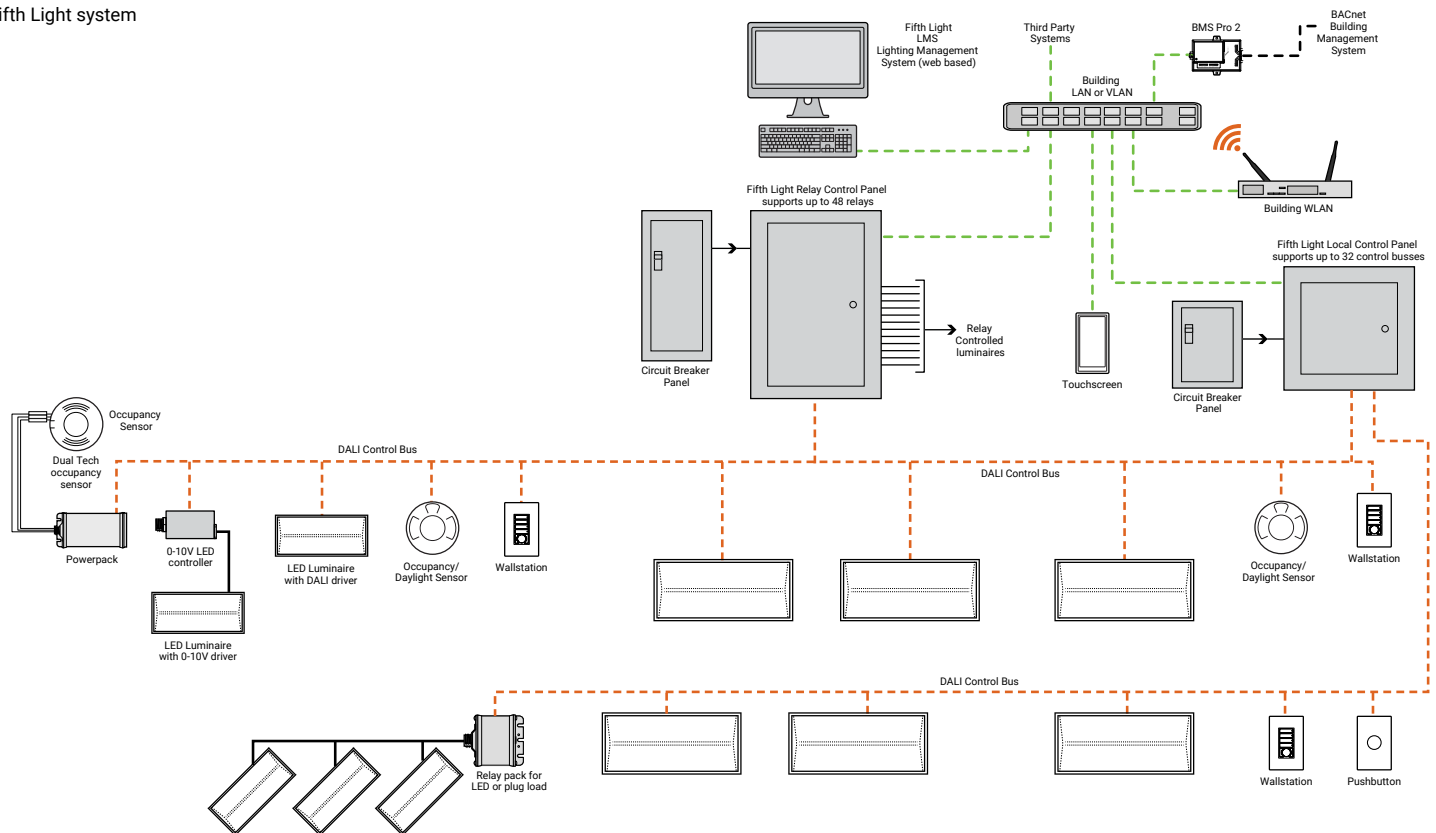 ifth Light system
Fifth Light
LMS
Lighting Management
System (web based)
Third Party
Systems
BMS Pro 2
BACnet
Building
Management
System
Building
LAN or VLAN
Building WLAN
Fifth Light Relay Control Panel
supports up to 48 relays
Fifth Light Local Control Panel
supports up to 32 control busses
Relay
Controlled
luminaires
Circuit Breaker
Panel
Touchscreen
Circuit Breaker
Panel
Occupancy
Sensor
Dual Tech
occupancy
sensor
DALI Control Bus
DALI Control Bus
Powerpack
0-10V LED
controller
LED Luminaire
with DALI driver
Occupancy/
Daylight Sensor
Wallstation
Occupancy/
Daylight Sensor
Wallstation
LED Luminaire
with 0-10V driver
DALI Control Bus
Relay pack for
LED or plug load
Wallstation
Pushbutton